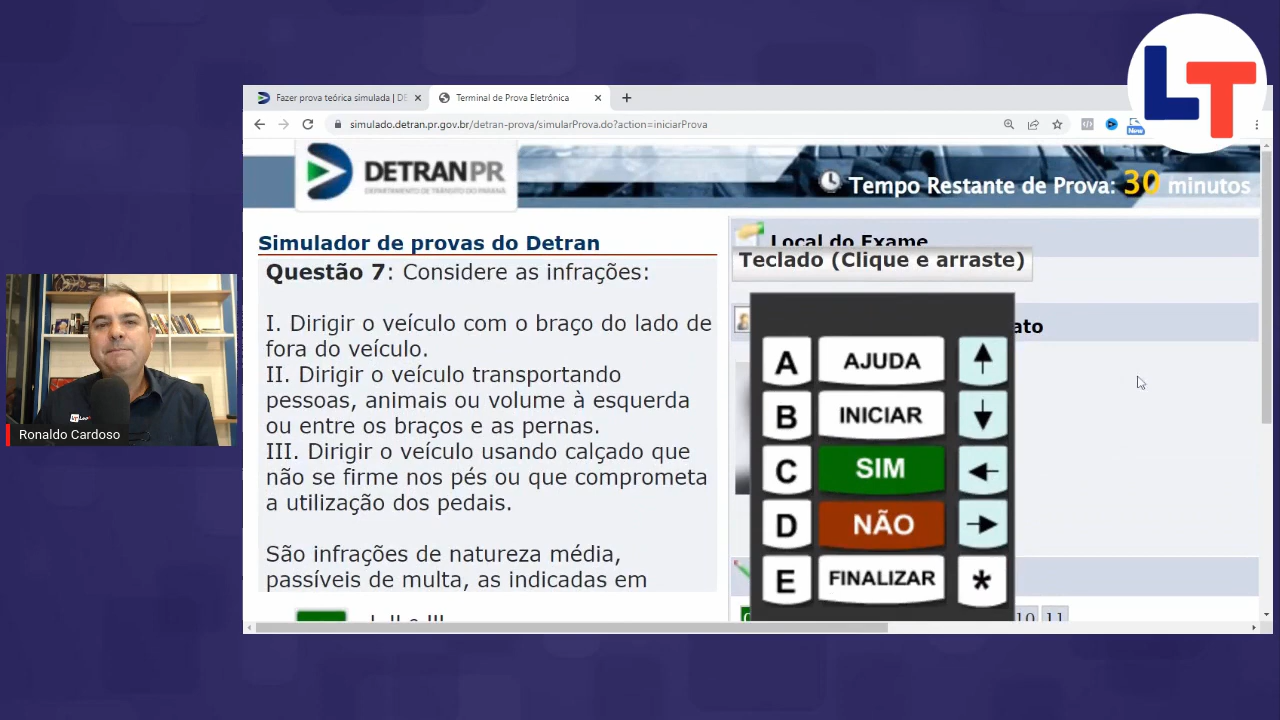 LT
Fazer prova teórica simulada | DE
Terminal de Prova Eletrônica
simulado.detran.pr.gov.br/detran-prova/simularProva.do?action=iniciarProva
New
DETRAN PR
DEPARTAMENTO DE TRÂNSITO DO PARANÁ
Tempo Restante de Prova: 30 minutos
Simulador de provas do Detran
Questão 7: Considere as infrações:
I. Dirigir o veículo com o braço do lado de
fora do veículo.
II. Dirigir o veículo transportando
pessoas, animais ou volume à esquerda
ou entre os braços e as pernas.
III. Dirigir o veículo usando calçado que
não se firme nos pés ou que comprometa
a utilização dos pedais.
São infrações de natureza média,
passíveis de multa, as indicadas em
Local do Exame
Teclado (Clique e arraste)
ato
A AJUDA
B INICIAR
C SIM
D NÃO
E FINALIZAR *
10 11
Ronaldo Cardoso